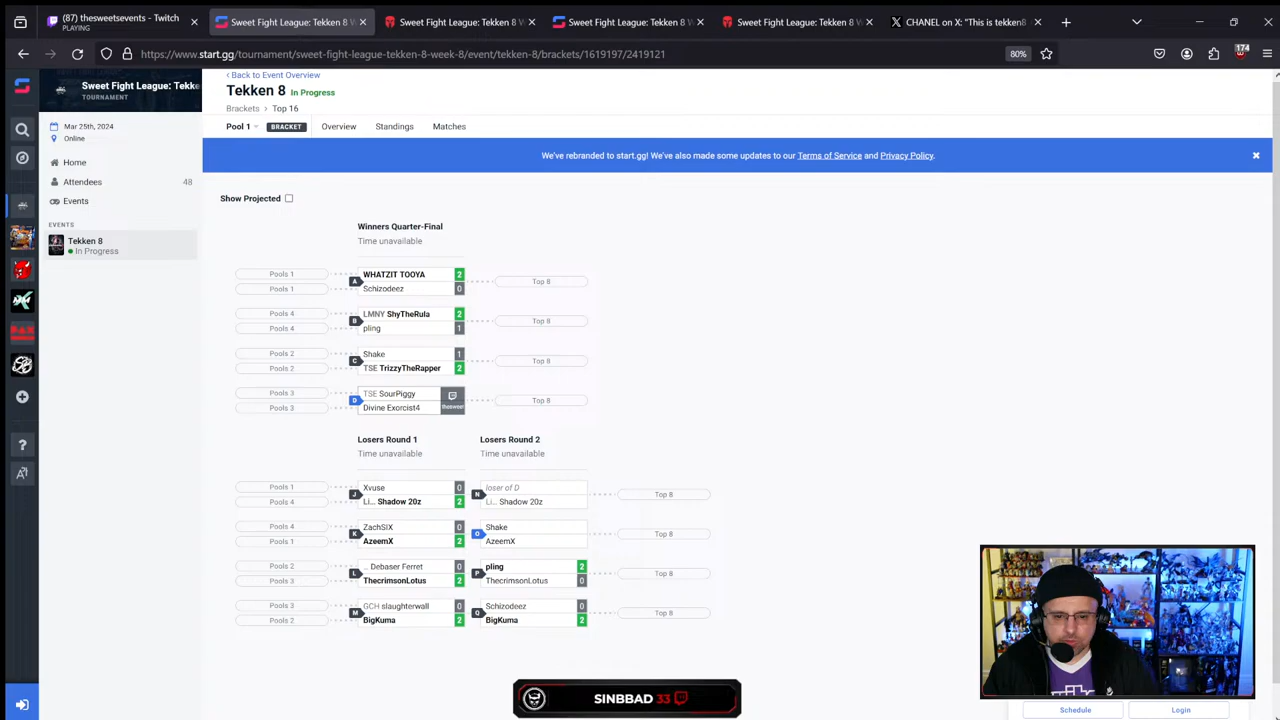 (87) thesweetsevents - Twitch
PLAYING
Sweet Fight League: Tekken 8 W
Sweet Fight League: Tekken 8 W
Sweet Fight League: Tekken 8 W
Sweet Fight League: Tekken 8 W
CHANEL on X: "This is tekken8
https://www.start.gg/tournament/sweet-fight-league-tekken-8-week-8/event/tekken-8/brackets/1619197/2419121
80%
174
Sweet Fight League: Tekke
TOURNAMENT
Mar 25th, 2024
Online
Home
Attendees 48
Events
EVENTS
Tekken 8
In Progress
‹ Back to Event Overview
Tekken 8 In Progress
Brackets › Top 16
Pool 1 BRACKET Overview Standings Matches
We've rebranded to start.gg! We've also made some updates to our Terms of Service and Privacy Policy.
Show Projected
Winners Quarter-Final
Time unavailable
Pools 1 WHATZIT TOOYA 2
A Top 8
Pools 1 Schizodeez 0
Pools 4 LMNY ShyTheRula 2
B Top 8
Pools 4 pling 1
Pools 2 Shake 1
C Top 8
Pools 2 TSE TrizzyTheRapper 2
Pools 3 TSE SourPiggy
D Top 8
Pools 3 Divine Exorcist4
Losers Round 1 Losers Round 2
Time unavailable Time unavailable
Pools 1 Xvuse 0 loser of D
J N Top 8
Pools 4 Li... Shadow 20z 2 Li... Shadow 20z
Pools 4 ZachSIX 0 Shake
K O Top 8
Pools 1 AzeemX 2 AzeemX
Pools 2 ... Debaser Ferret 0 pling 2
L P Top 8
Pools 3 ThecrimsonLotus 2 ThecrimsonLotus 0
Pools 3 GCH slaughterwall 0 Schizodeez 0
M Q Top 8
Pools 2 BigKuma 2 BigKuma 2
SINBBAD 33
Schedule Login